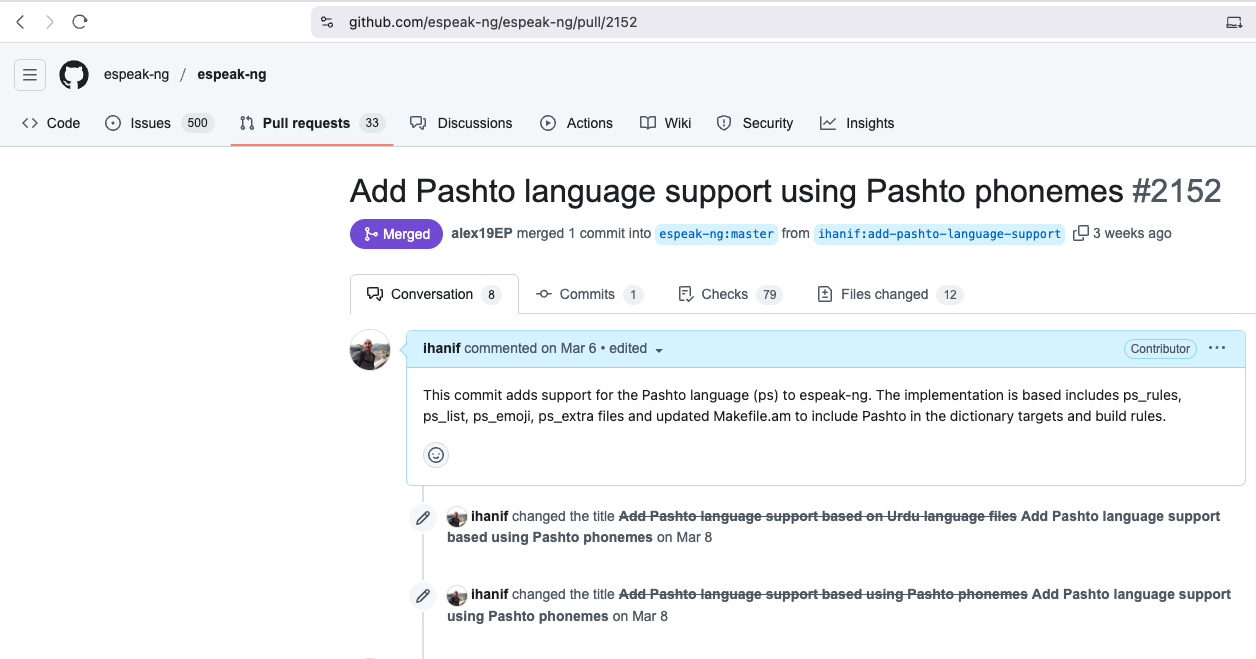 github.com/espeak-ng/espeak-ng/pull/2152
espeak-ng / espeak-ng
Code Issues 500 Pull requests 33 Discussions Actions Wiki Security Insights
Add Pashto language support using Pashto phonemes #2152
Merged alex19EP merged 1 commit into espeak-ng:master from ihanif:add-pashto-language-support 3 weeks ago
Conversation 8 Commits 1 Checks 79 Files changed 12
ihanif commented on Mar 6 • edited Contributor ...
This commit adds support for the Pashto language (ps) to espeak-ng. The implementation is based includes ps_rules,
ps_list, ps_emoji, ps_extra files and updated Makefile.am to include Pashto in the dictionary targets and build rules.
ihanif changed the title Add Pashto language support based on Urdu language files Add Pashto language support
based using Pashto phonemes on Mar 8
ihanif changed the title Add Pashto language support based using Pashto phonemes Add Pashto language support
using Pashto phonemes on Mar 8